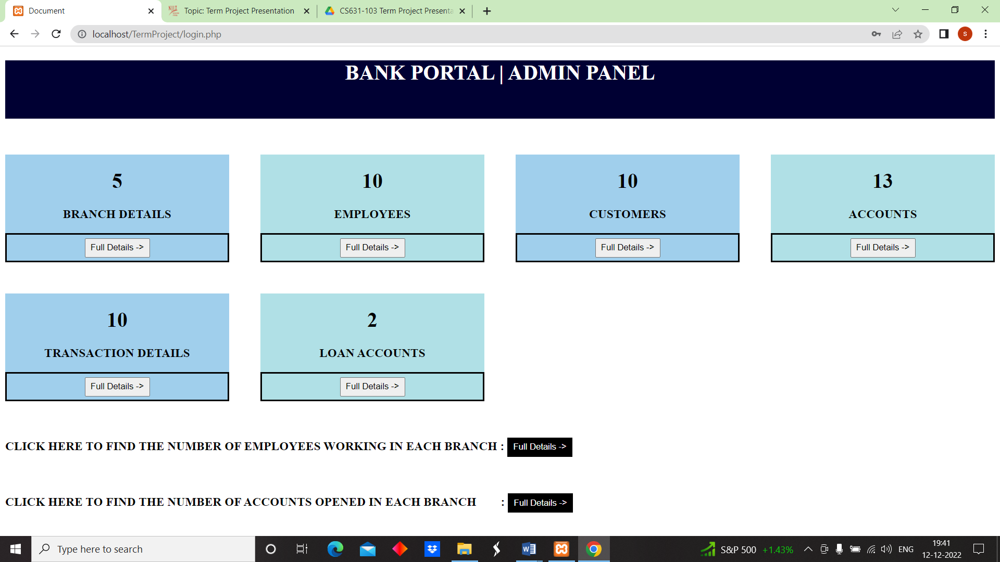 Document
Topic: Term Project Presentation
CS631-103 Term Project Presenta
localhost/TermProject/login.php
S
BANK PORTAL | ADMIN PANEL
5
BRANCH DETAILS
Full Details ->
10
EMPLOYEES
Full Details ->
10
CUSTOMERS
Full Details ->
13
ACCOUNTS
Full Details ->
10
TRANSACTION DETAILS
Full Details ->
2
LOAN ACCOUNTS
Full Details ->
CLICK HERE TO FIND THE NUMBER OF EMPLOYEES WORKING IN EACH BRANCH : Full Details ->
CLICK HERE TO FIND THE NUMBER OF ACCOUNTS OPENED IN EACH BRANCH : Full Details ->
Type here to search
S&P 500 +1.43%
ENG
19:41
12-12-2022